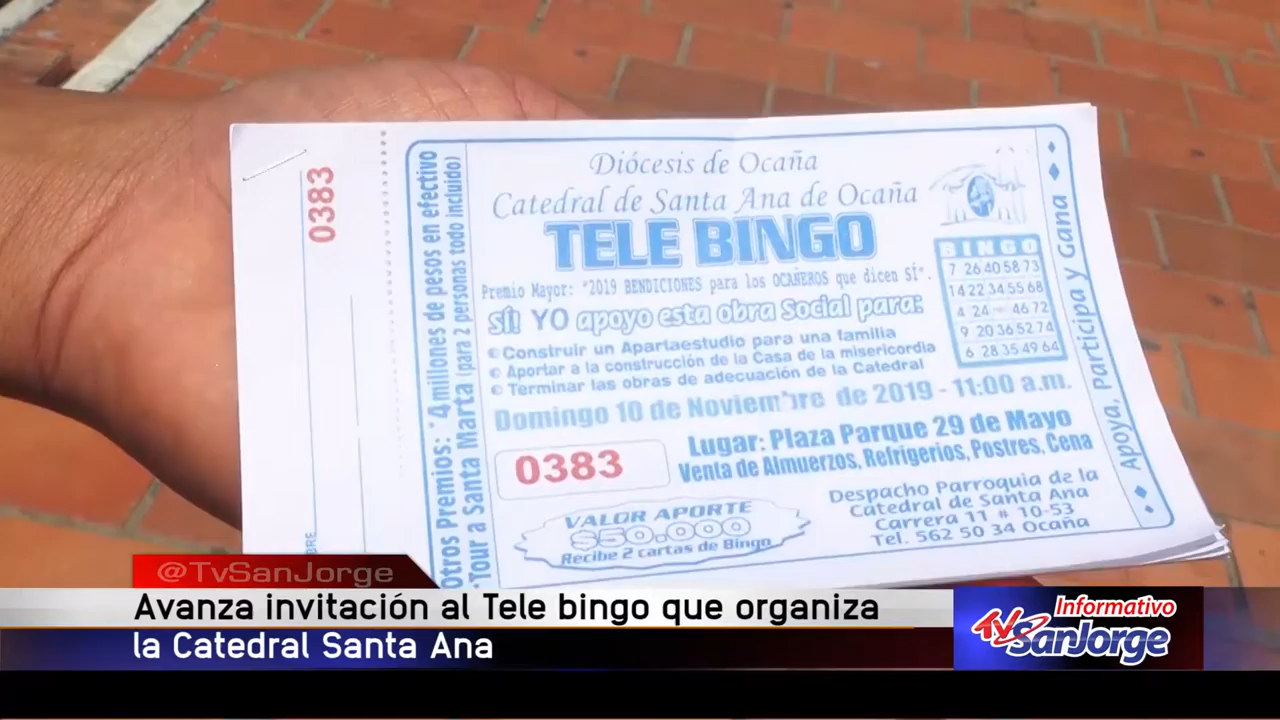 0383
Otros Premios: "4 millones de pesos en efectivo
"Tour a Santa Marta (para 2 personas todo incluido)
Diócesis de Ocaña
Catedral de Santa Ana de Ocaña
TELE BINGO
Premio Mayor: "2019 BENDICIONES para los OCAÑEROS que dicen SÍ".
SÍ! YO apoyo esta obra Social para:
Construir un Apartaestudio para una familia
Aportar a la construcción de la Casa de la misericordia
Terminar las obras de adecuación de la Catedral
Domingo 10 de Noviembre de 2019 - 11:00 a.m.
BINGO
7 26 40 58 73
14 22 34 55 68
4 24 46 72
9 20 36 52 74
6 28 35 49 64
Apoya, Participa y Gana
0383
Lugar: Plaza Parque 29 de Mayo
Venta de Almuerzos, Refrigerios, Postres, Cena
VALOR APORTE
$50.000
Recibe 2 cartas de Bingo
Despacho Parroquia de la
Catedral de Santa Ana
Carrera 11 # 10-53
Tel. 562 50 34 Ocaña
@TvSanJorge
Avanza invitación al Tele bingo que organiza
la Catedral Santa Ana
Informativo
Tv SanJorge